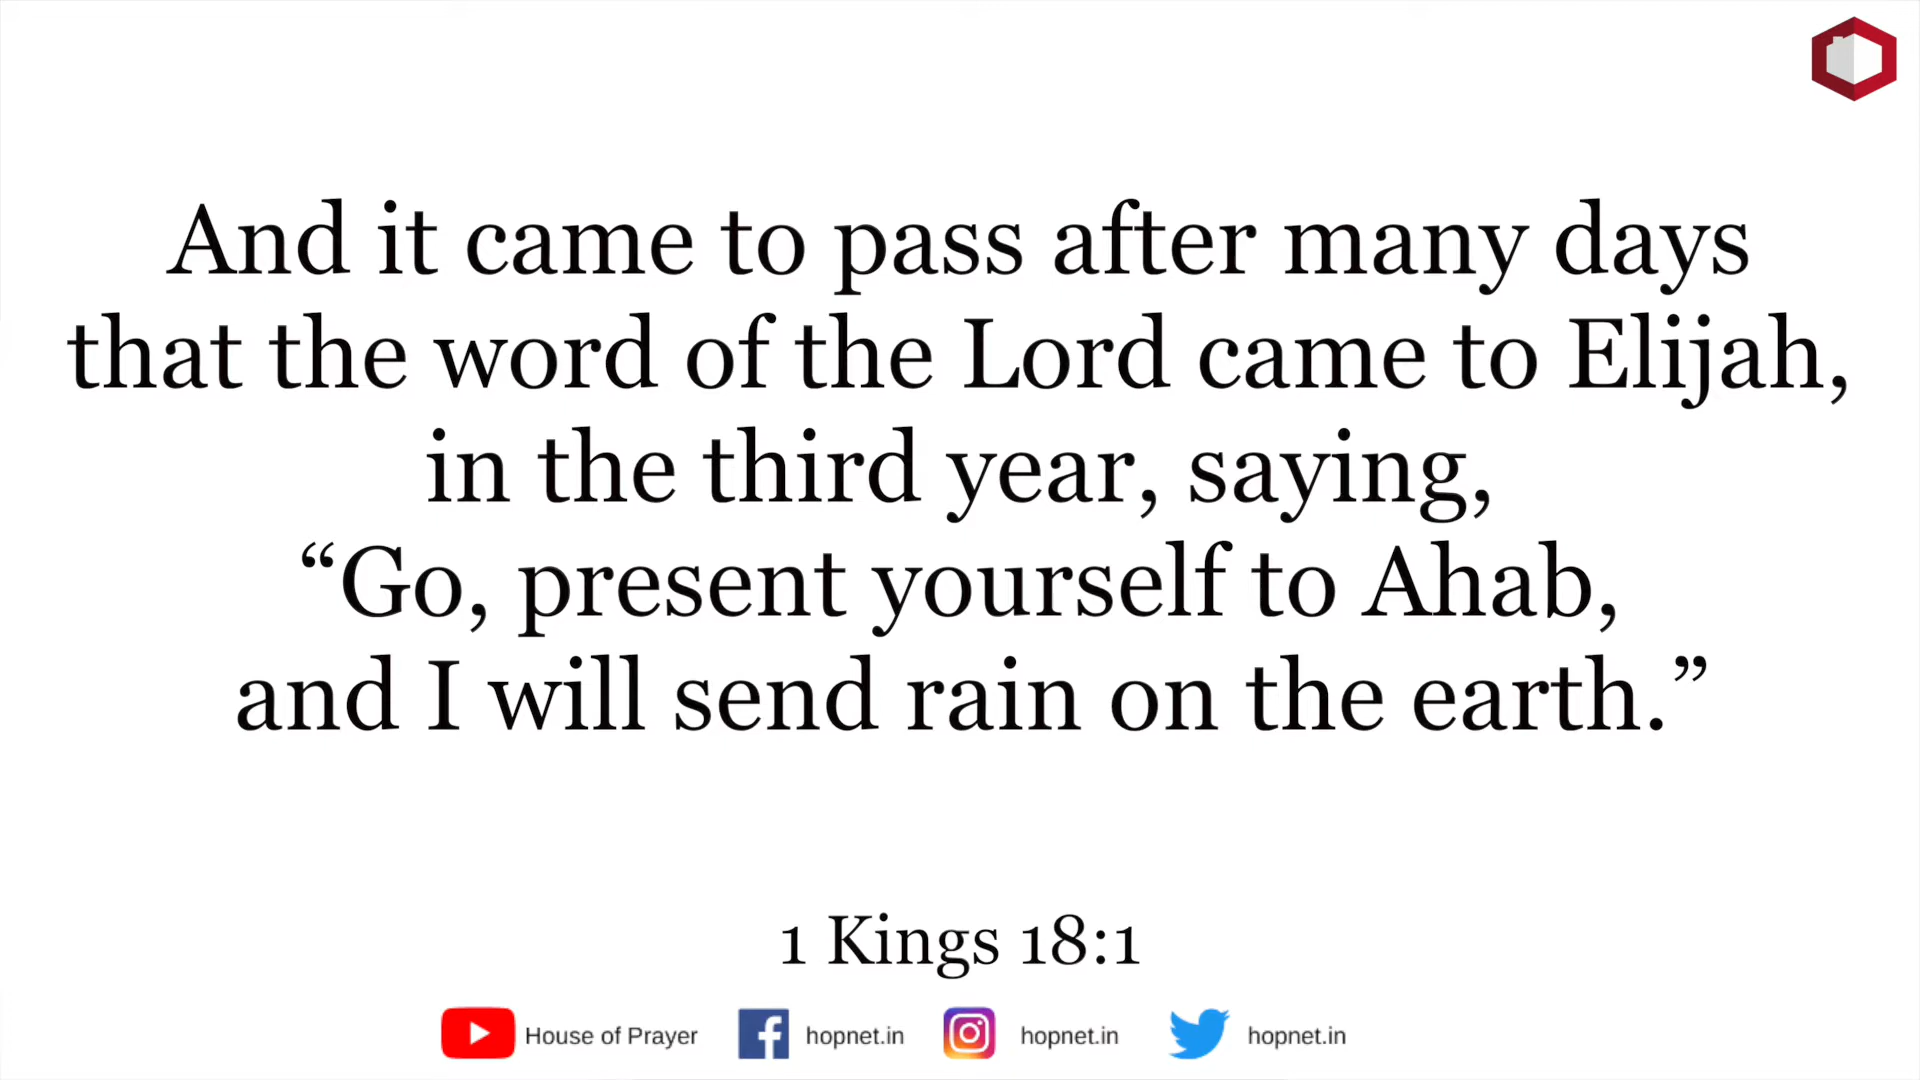 And it came to pass after many days
that the word of the Lord came to Elijah,
in the third year, saying,
“Go, present yourself to Ahab,
and I will send rain on the earth.”
1 Kings 18:1
House of Prayer hopnet.in hopnet.in hopnet.in